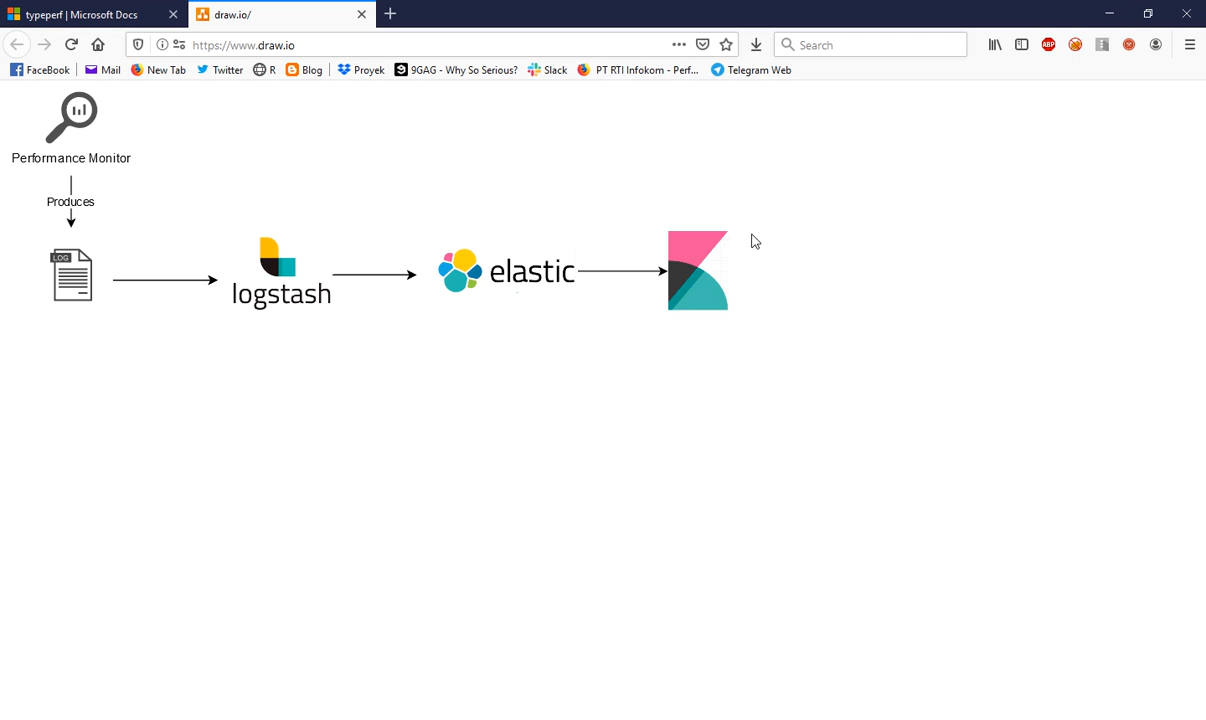 typeperf | Microsoft Docs
draw.io/
https://www.draw.io
Search
ABP
FaceBook
Mail
New Tab
Twitter
R
Blog
Proyek
9GAG - Why So Serious?
Slack
PT RTI Infokom - Perf...
Telegram Web
Performance Monitor
Produces
LOG
logstash
elastic